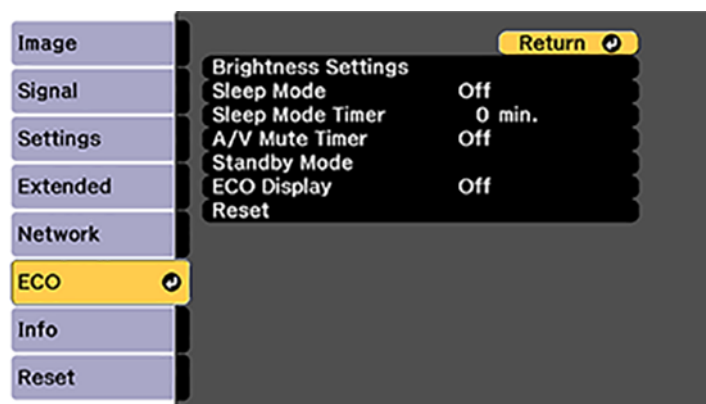 Image
Signal
Settings
Extended
Network
ECO
Info
Reset
Return
Brightness Settings
Sleep Mode Off
Sleep Mode Timer 0 min.
A/V Mute Timer Off
Standby Mode
ECO Display Off
Reset